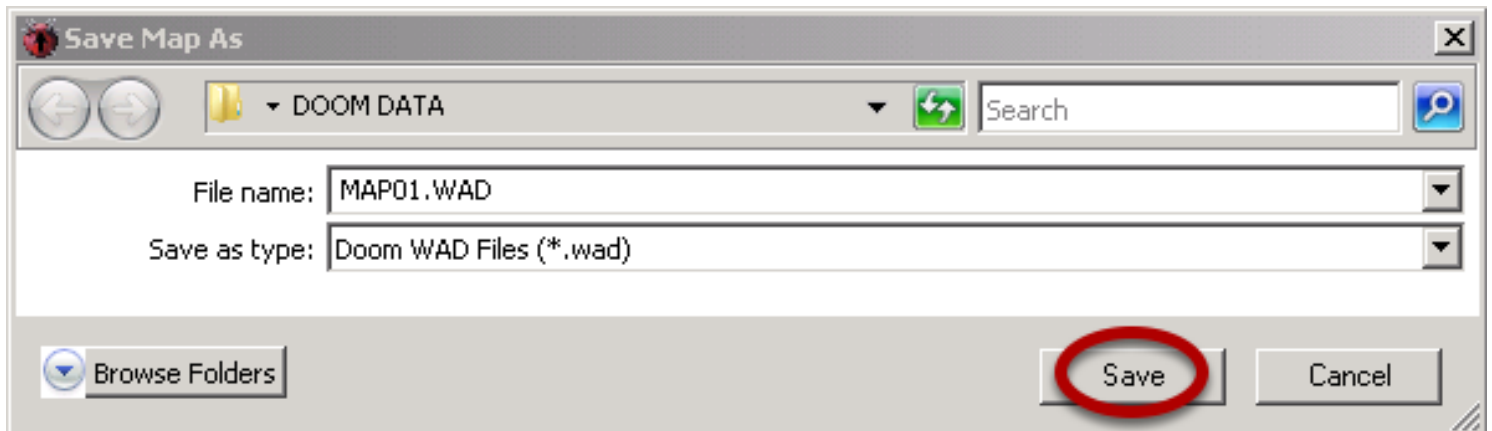 Save Map As
DOOM DATA
Search
File name: MAP01.WAD
Save as type: Doom WAD Files (*.wad)
Browse Folders
Save
Cancel